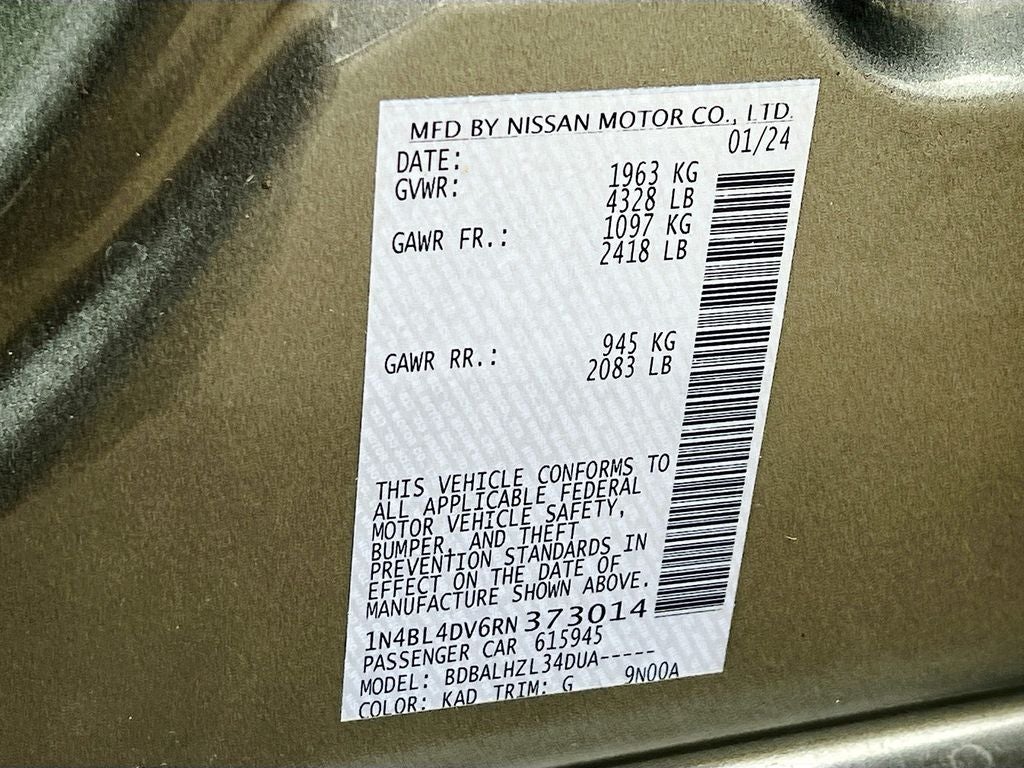 MFD BY NISSAN MOTOR CO., LTD.
DATE: 01/24
GVWR: 1963 KG
4328 LB
GAWR FR.: 1097 KG
2418 LB
GAWR RR.: 945 KG
2083 LB
THIS VEHICLE CONFORMS TO
ALL APPLICABLE FEDERAL
MOTOR VEHICLE SAFETY,
BUMPER, AND THEFT
PREVENTION STANDARDS IN
EFFECT ON THE DATE OF
MANUFACTURE SHOWN ABOVE.
1N4BL4DV6RN373014
PASSENGER CAR 615945
MODEL: BDBALHZL34DUA-----
COLOR: KAD TRIM: G 9N00A